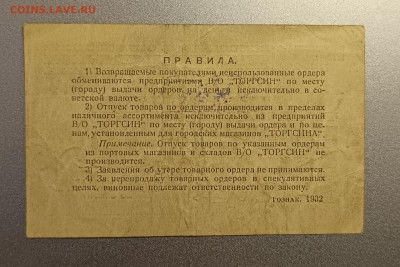 COINS.LAVE.RU
ПРАВИЛА.
1) Возвращаемые покупателями неиспользованные ордера
обмениваются предприятиями В/О „ТОРГСИН" по месту
(городу) выдачи ордеров на деньги исключительно в со-
ветской валюте.
2) Отпуск товаров по ордерам производится в пределах
наличного ассортимента исключительно из предприятий
В/О „ТОРГСИН" по месту (городу) выдачи ордера и по це-
нам, установленным для городских магазинов „ТОРГСИНА".
Примечание. Отпуск товаров по указанным ордерам
из портовых магазинов и складов В/О „ТОРГСИН" не
производится.
3) Заявления об утере товарного ордера не принимаются.
4) За перепродажу товарных ордеров в спекулятивных
целях, виновные подлежат ответственности по закону.
ГОЗНАК. 1932